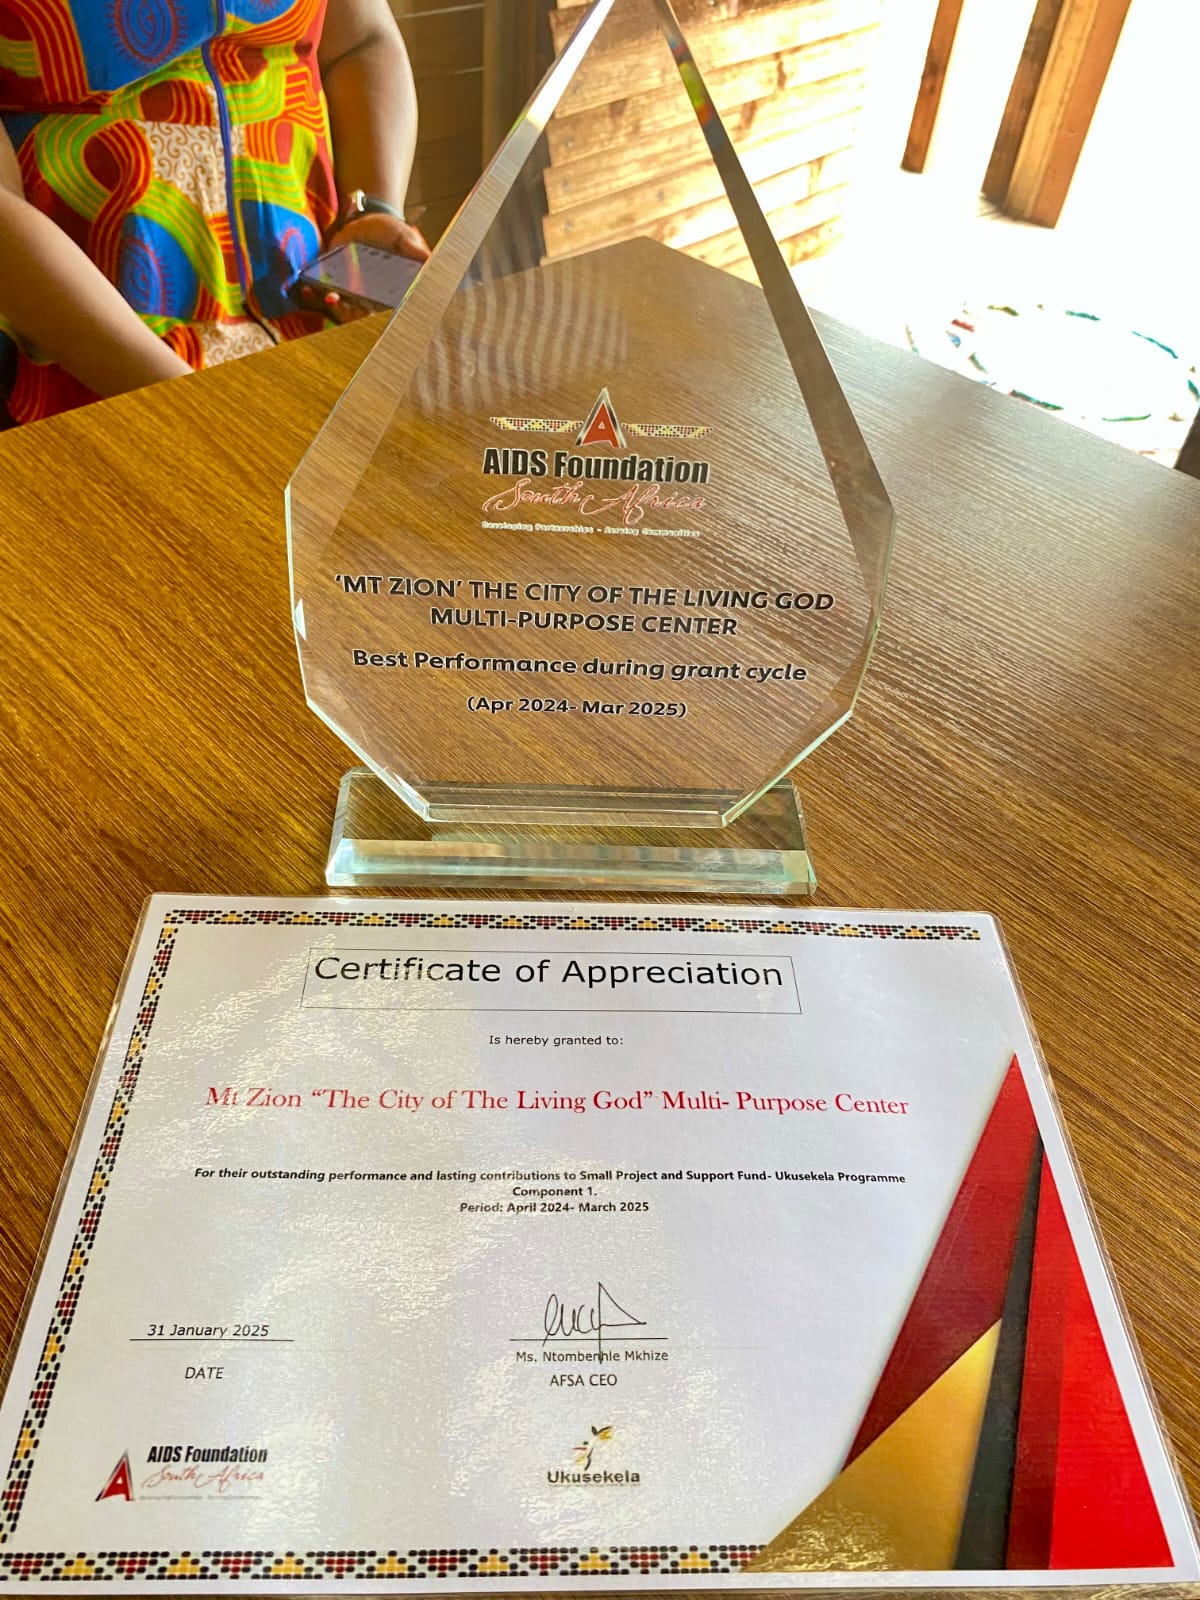 AIDS Foundation
South Africa
Developing Partnerships - Serving Communities
'MT ZION' THE CITY OF THE LIVING GOD
MULTI-PURPOSE CENTER
Best Performance during grant cycle
(Apr 2024- Mar 2025)
Certificate of Appreciation
Is hereby granted to:
Mt Zion “The City of The Living God” Multi- Purpose Center
For their outstanding performance and lasting contributions to Small Project and Support Fund- Ukusekela Programme
Component 1.
Period: April 2024- March 2025
31 January 2025
DATE
Ms. Ntombenhle Mkhize
AFSA CEO
AIDS Foundation
South Africa
Ukusekela